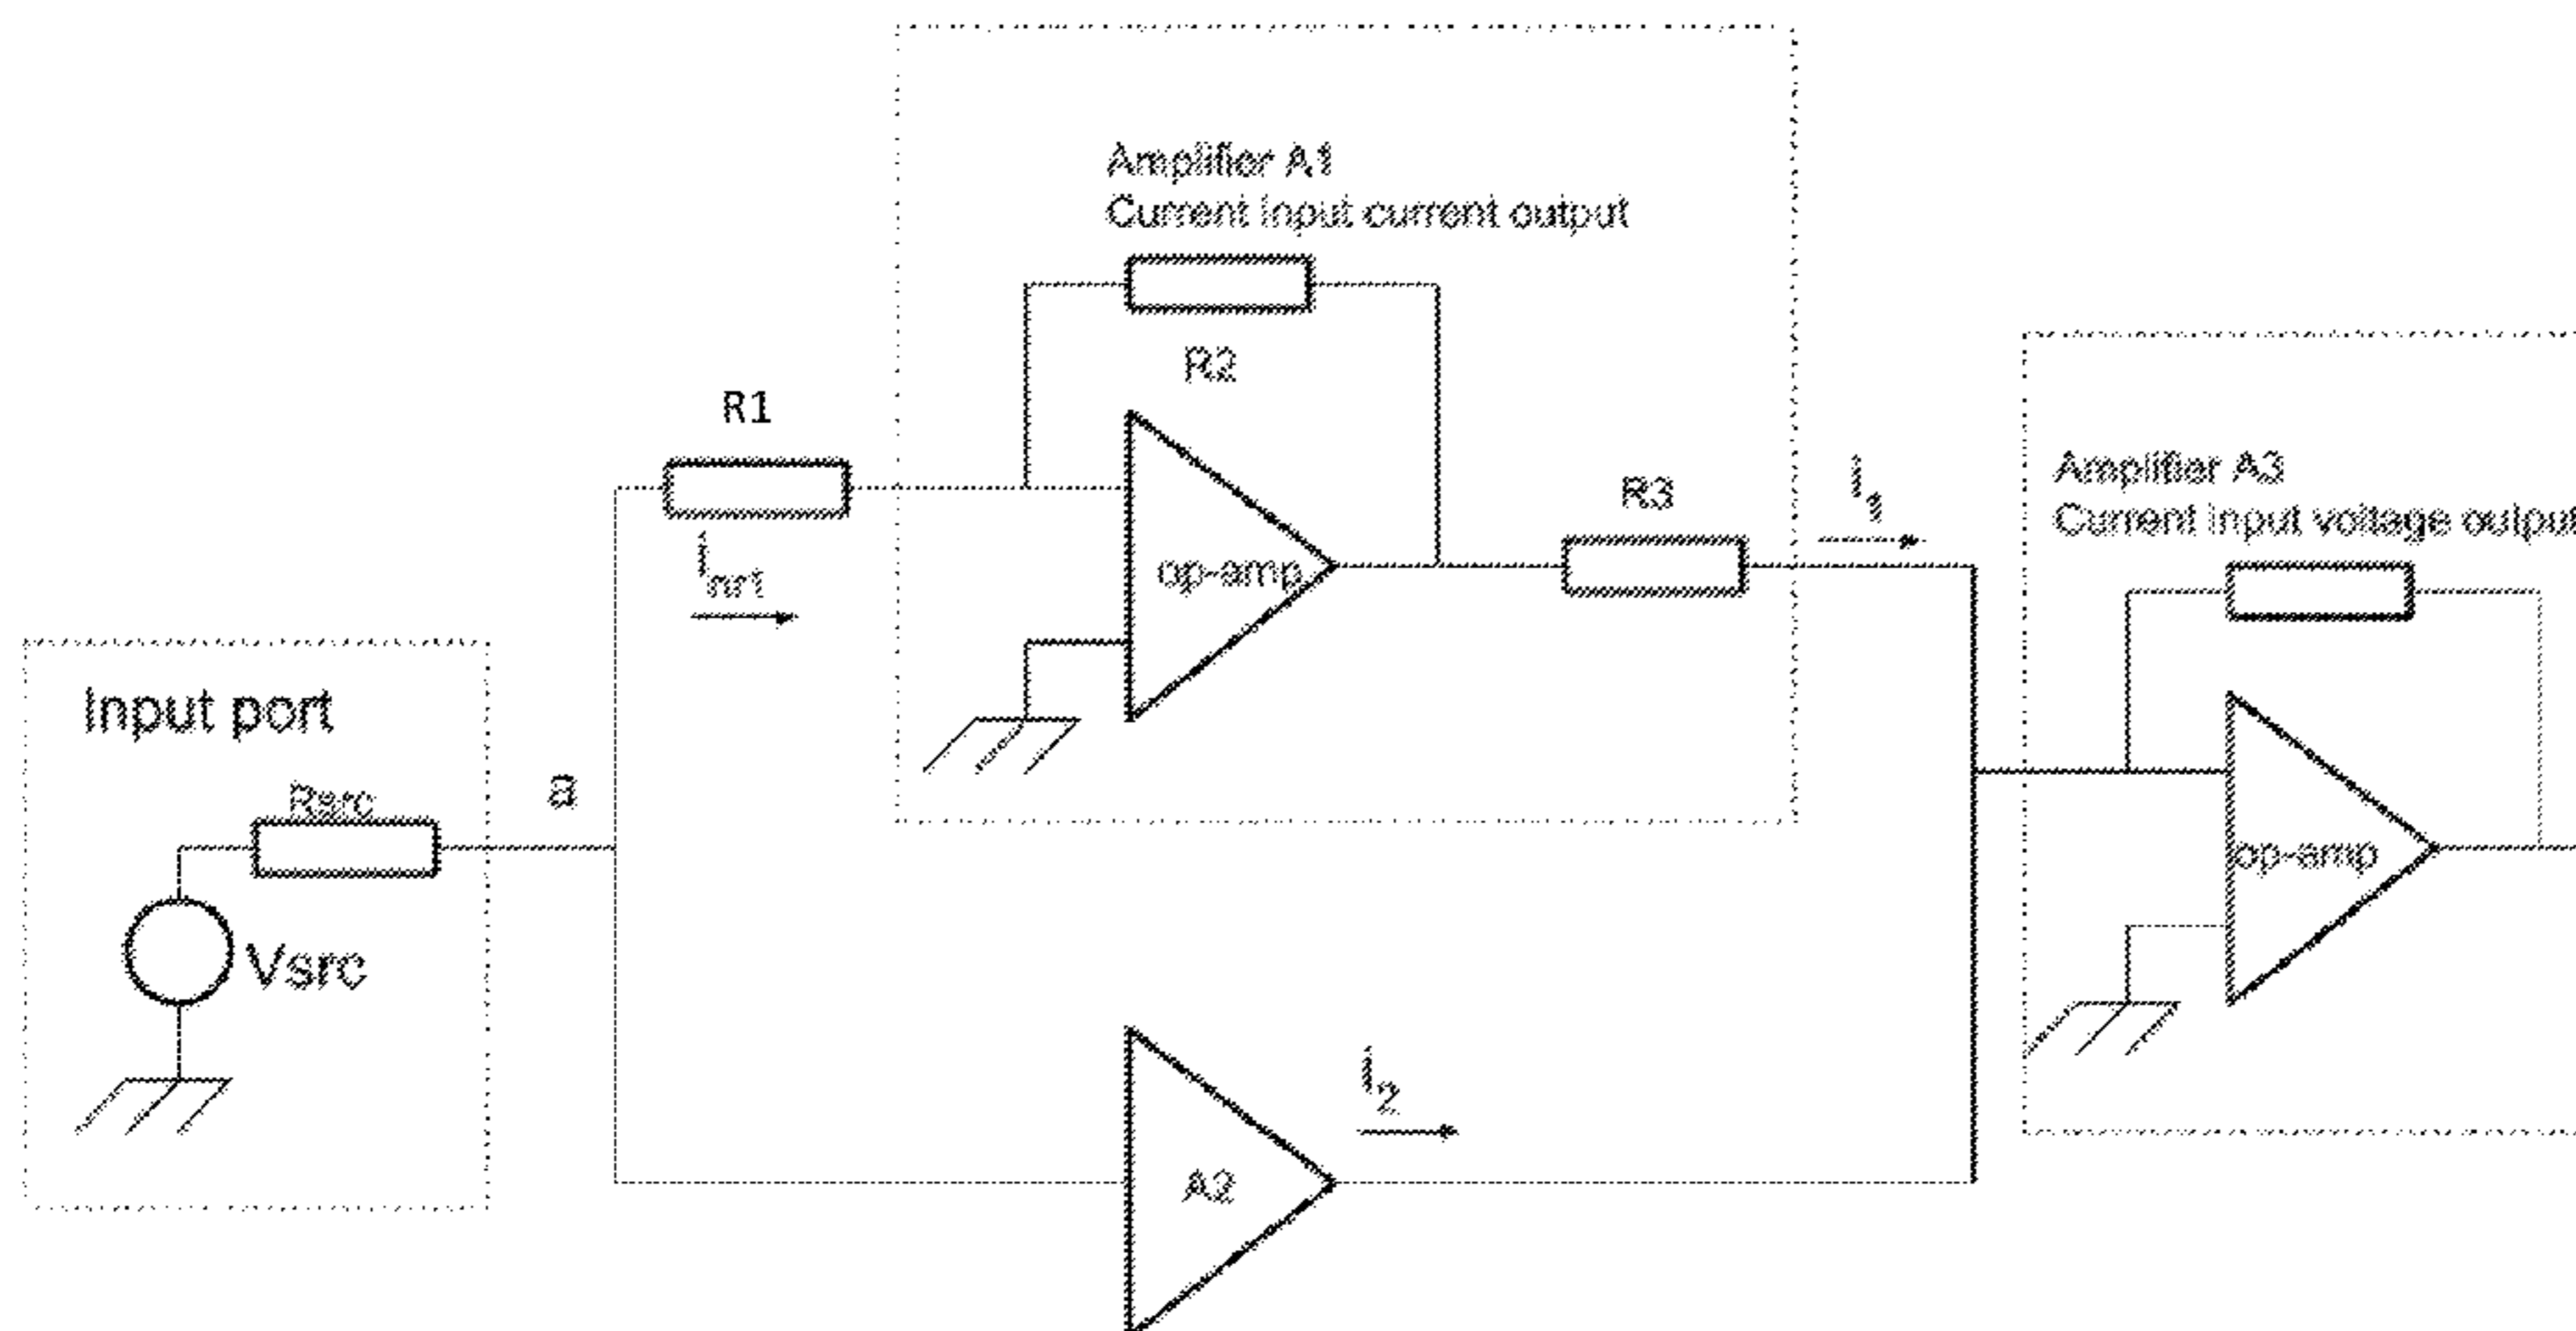 Amplifier A1
Current input current output
R2
R1
op-amp
R3
i1
inr1
Amplifier A3
Current input voltage output
op-amp
Input port
Rsrc
a
Vsrc
i2
A2